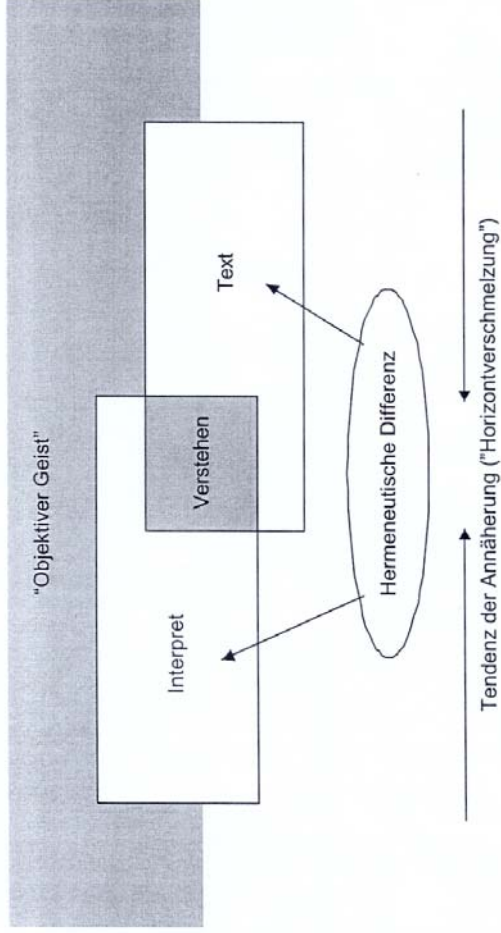 "Objektiver Geist"
Interpret
Verstehen
Text
Hermeneutische Differenz
Tendenz der Annäherung ("Horizontverschmelzung")